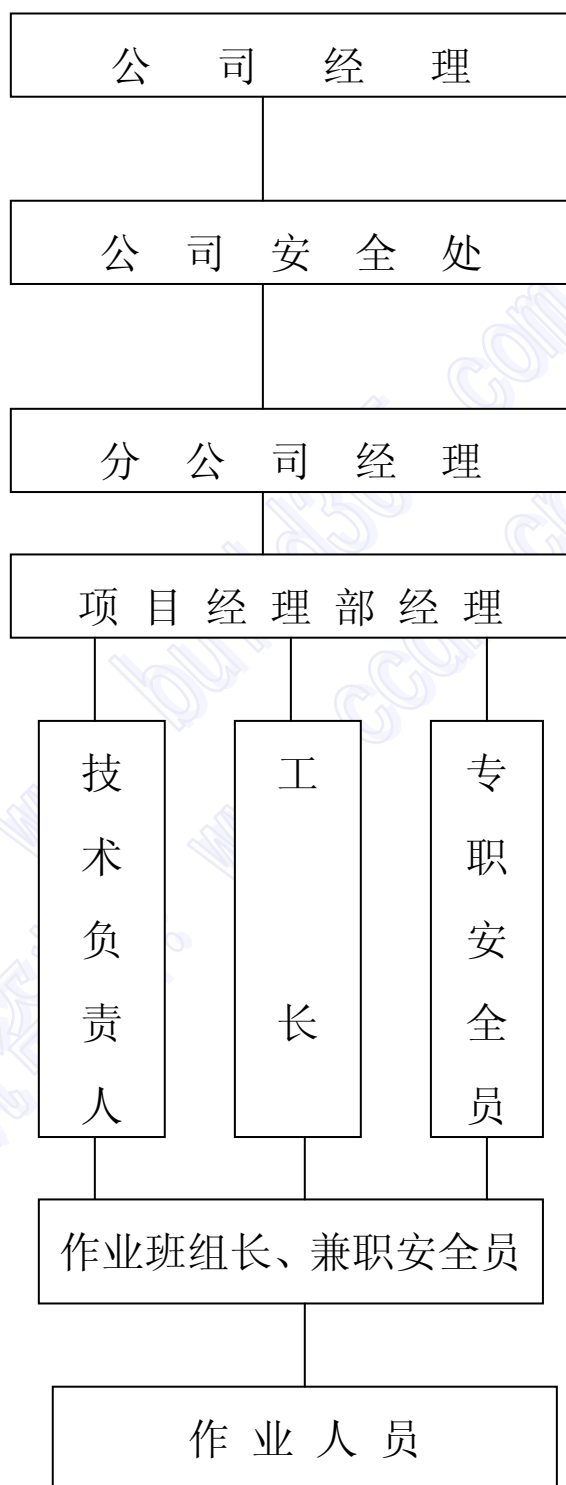 公司经理
公司安全处
分公司经理
项目经理部经理
技术负责人
工长
专职安全员
作业班组长、兼职安全员
作业人员